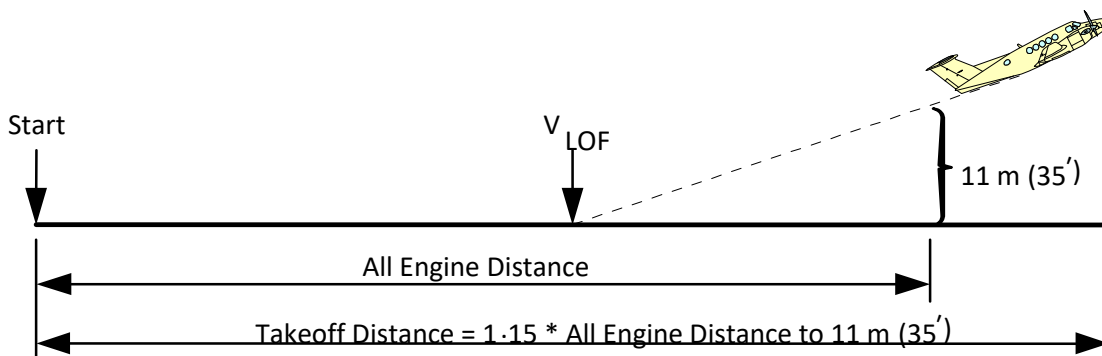 Start
V LOF
11 m (35′)
All Engine Distance
Takeoff Distance = 1·15 * All Engine Distance to 11 m (35′)